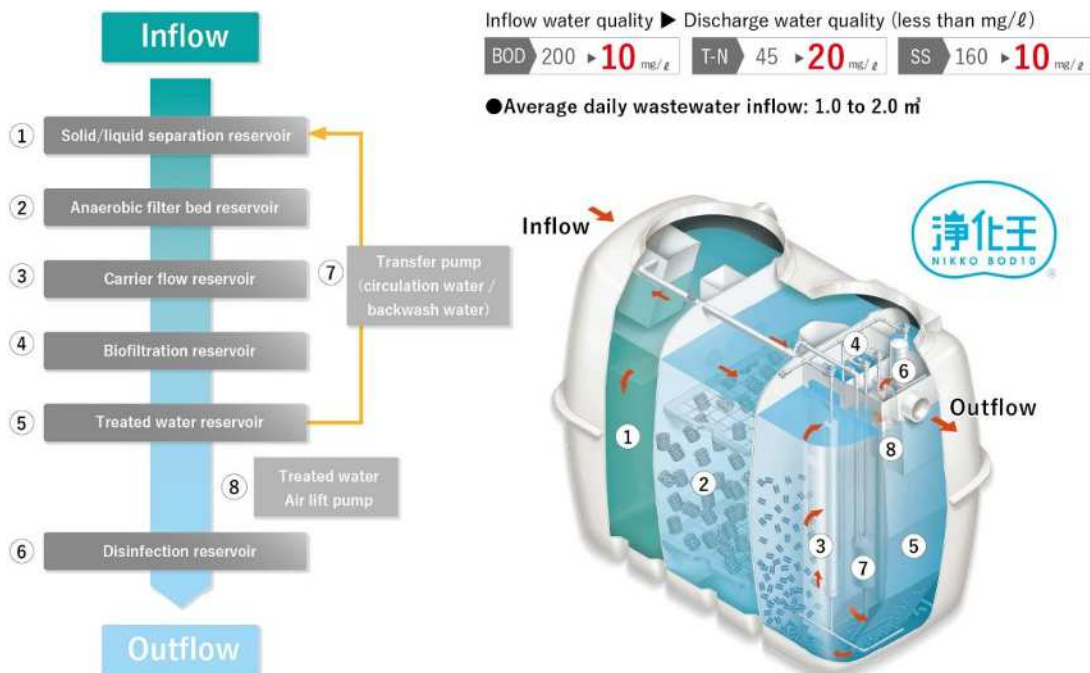 Inflow
① Solid/liquid separation reservoir
② Anaerobic filter bed reservoir
③ Carrier flow reservoir
④ Biofiltration reservoir
⑤ Treated water reservoir
⑦ Transfer pump
(circulation water /
backwash water)
⑧ Treated water
Air lift pump
⑥ Disinfection reservoir
Outflow
Inflow water quality ▶ Discharge water quality (less than mg/ℓ)
BOD 200 ▸ 10 mg/ℓ T-N 45 ▸ 20 mg/ℓ SS 160 ▸ 10 mg/ℓ
●Average daily wastewater inflow: 1.0 to 2.0 ㎥
浄化王
NIKKO BOD10
®
Inflow
④
⑥
Outflow
①
⑧
②
③
⑤
⑦